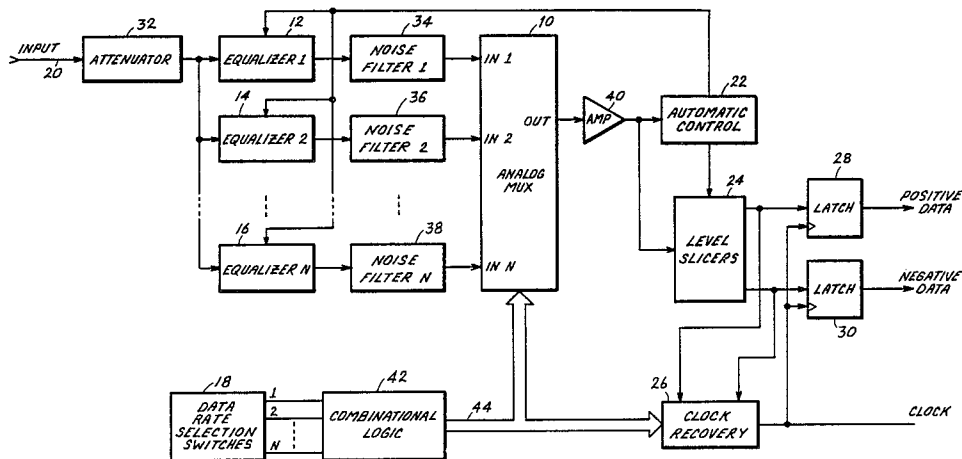 INPUT
20
32
ATTENUATOR
12
EQUALIZER 1
34
NOISE
FILTER 1
14
EQUALIZER 2
36
NOISE
FILTER 2
16
EQUALIZER N
38
NOISE
FILTER N
10
IN 1
IN 2
OUT
ANALOG
MUX
IN N
40
AMP
22
AUTOMATIC
CONTROL
24
LEVEL
SLICERS
28
LATCH
POSITIVE
DATA
LATCH
30
NEGATIVE
DATA
18
DATA
RATE
SELECTION
SWITCHES
1
2
N
42
COMBINATIONAL
LOGIC
44
26
CLOCK
RECOVERY
CLOCK